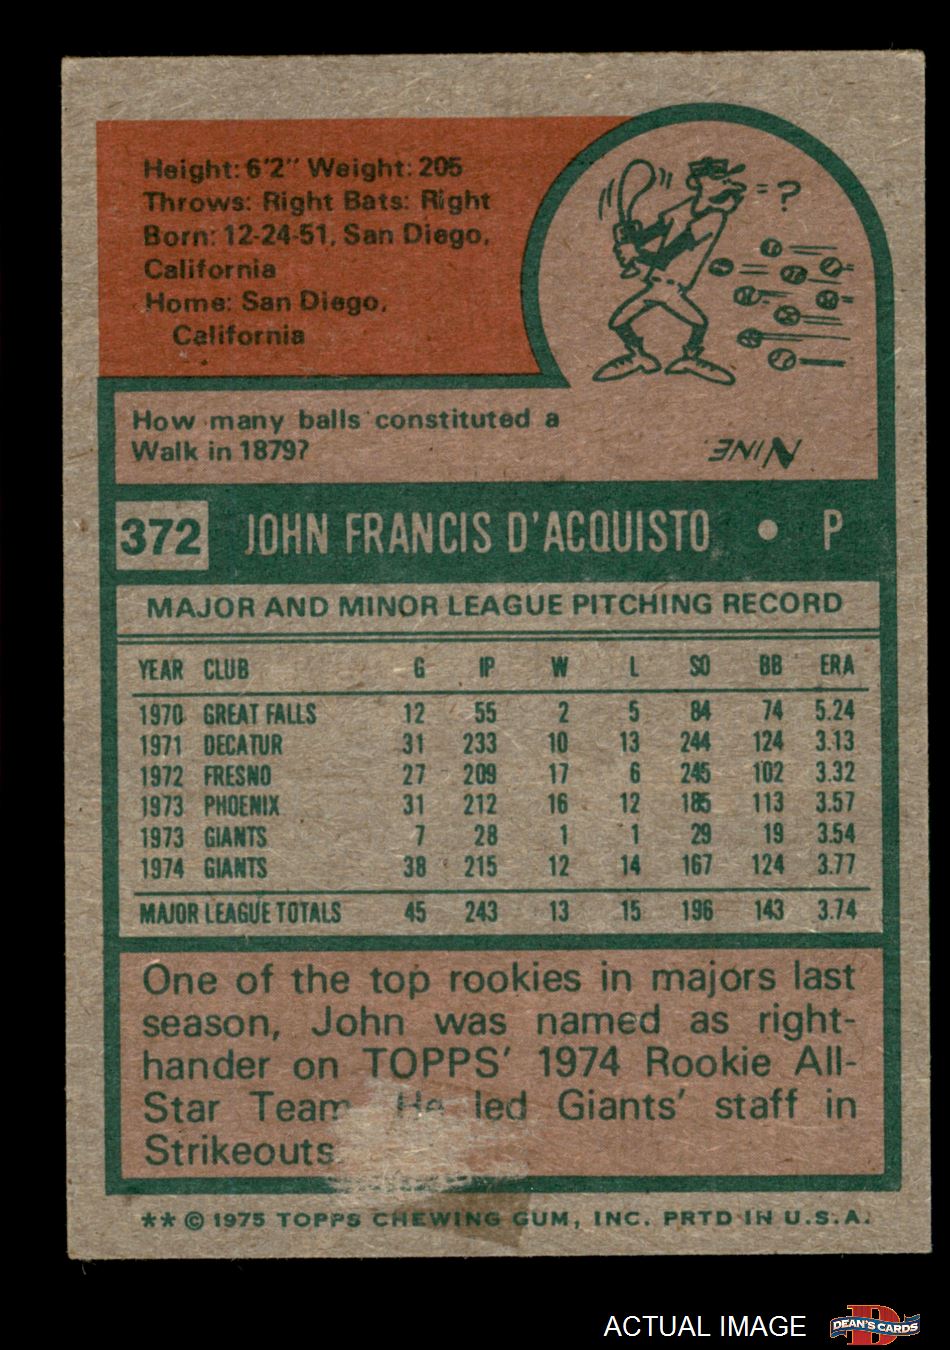 Height: 6'2" Weight: 205
Throws: Right Bats: Right
Born: 12-24-51, San Diego,
California
Home: San Diego,
California
= ?
How many balls constituted a
Walk in 1879?
NINE.
372 JOHN FRANCIS D'ACQUISTO • P
MAJOR AND MINOR LEAGUE PITCHING RECORD
YEAR CLUB G IP W L SO BB ERA
1970 GREAT FALLS 12 55 2 5 84 74 5.24
1971 DECATUR 31 233 10 13 244 124 3.13
1972 FRESNO 27 209 17 6 245 102 3.32
1973 PHOENIX 31 212 16 12 185 113 3.57
1973 GIANTS 7 28 1 1 29 19 3.54
1974 GIANTS 38 215 12 14 167 124 3.77
MAJOR LEAGUE TOTALS 45 243 13 15 196 143 3.74
One of the top rookies in majors last
season, John was named as right-
hander on TOPPS' 1974 Rookie All-
Star Team. He led Giants' staff in
Strikeouts.
** © 1975 TOPPS CHEWING GUM, INC. PRTD IN U.S.A.
ACTUAL IMAGE
DEAN'S CARDS